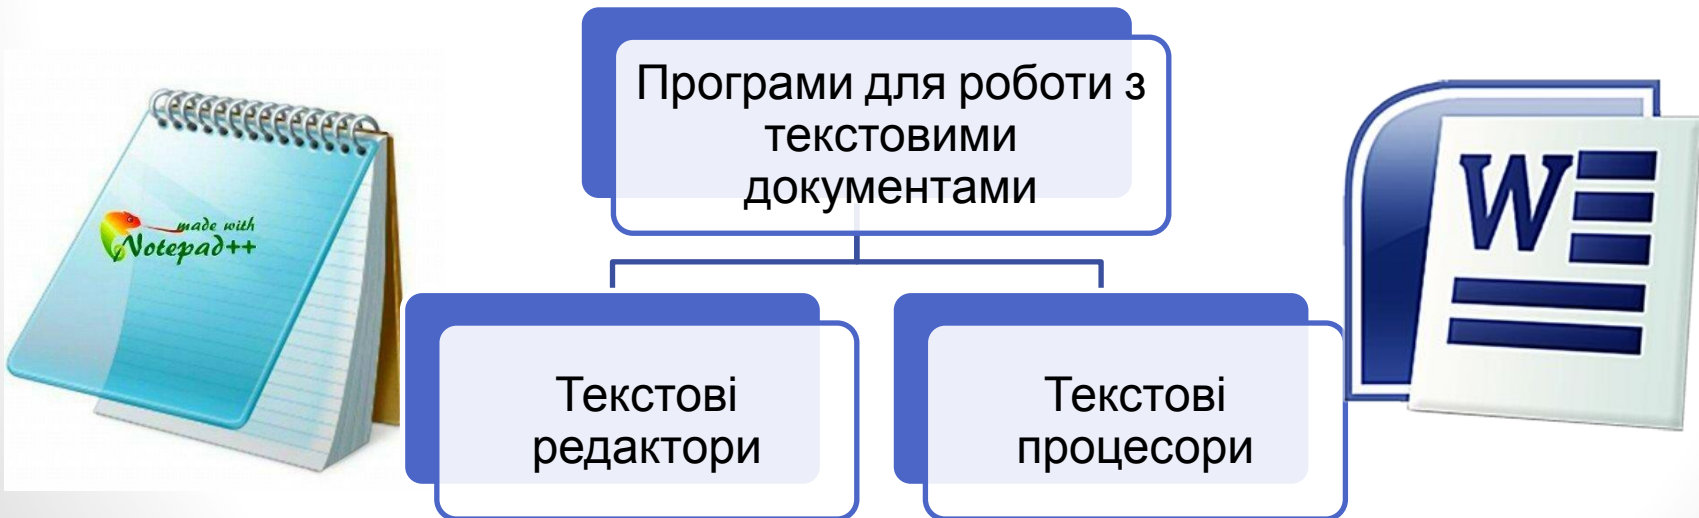 Програми для роботи з
текстовими
документами
made with
Notepad++
W
Текстові
редактори
Текстові
процесори